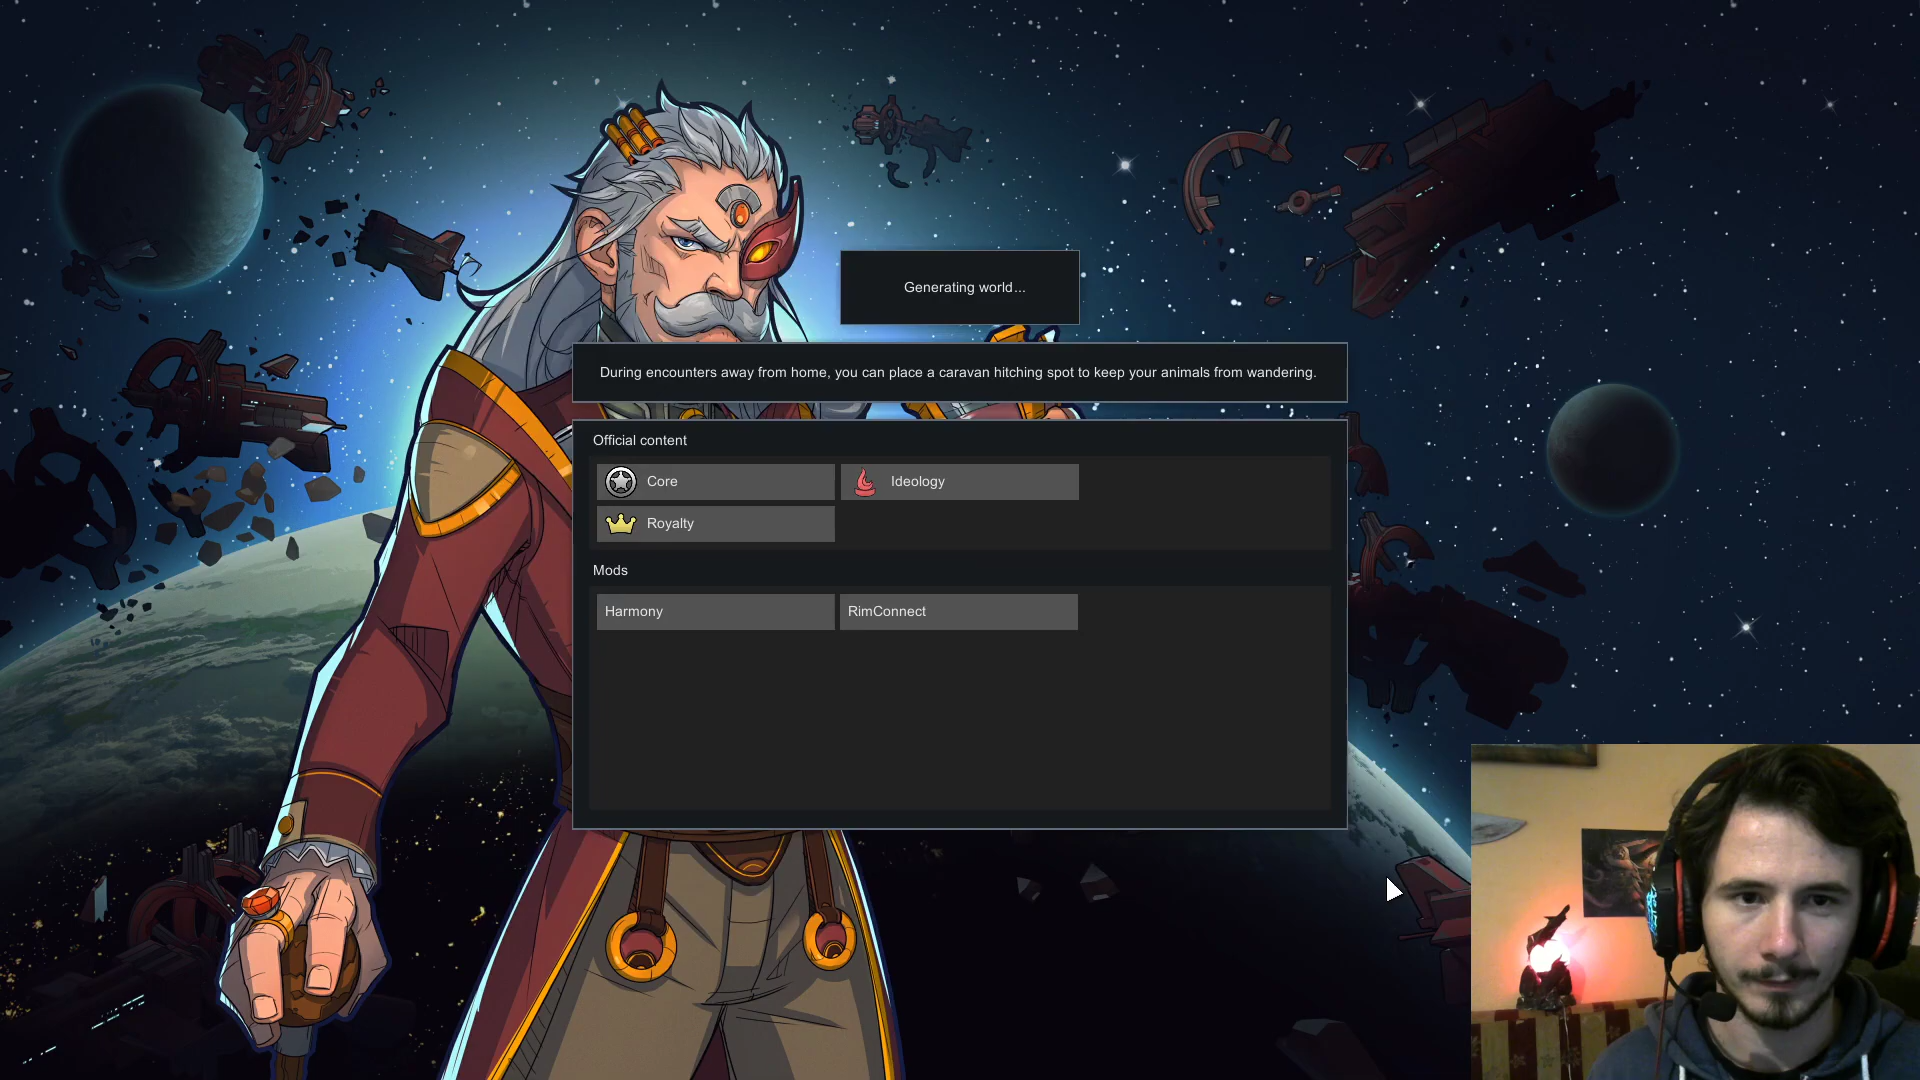 Generating world...
During encounters away from home, you can place a caravan hitching spot to keep your animals from wandering.
Official content
Core
Ideology
Royalty
Mods
Harmony
RimConnect